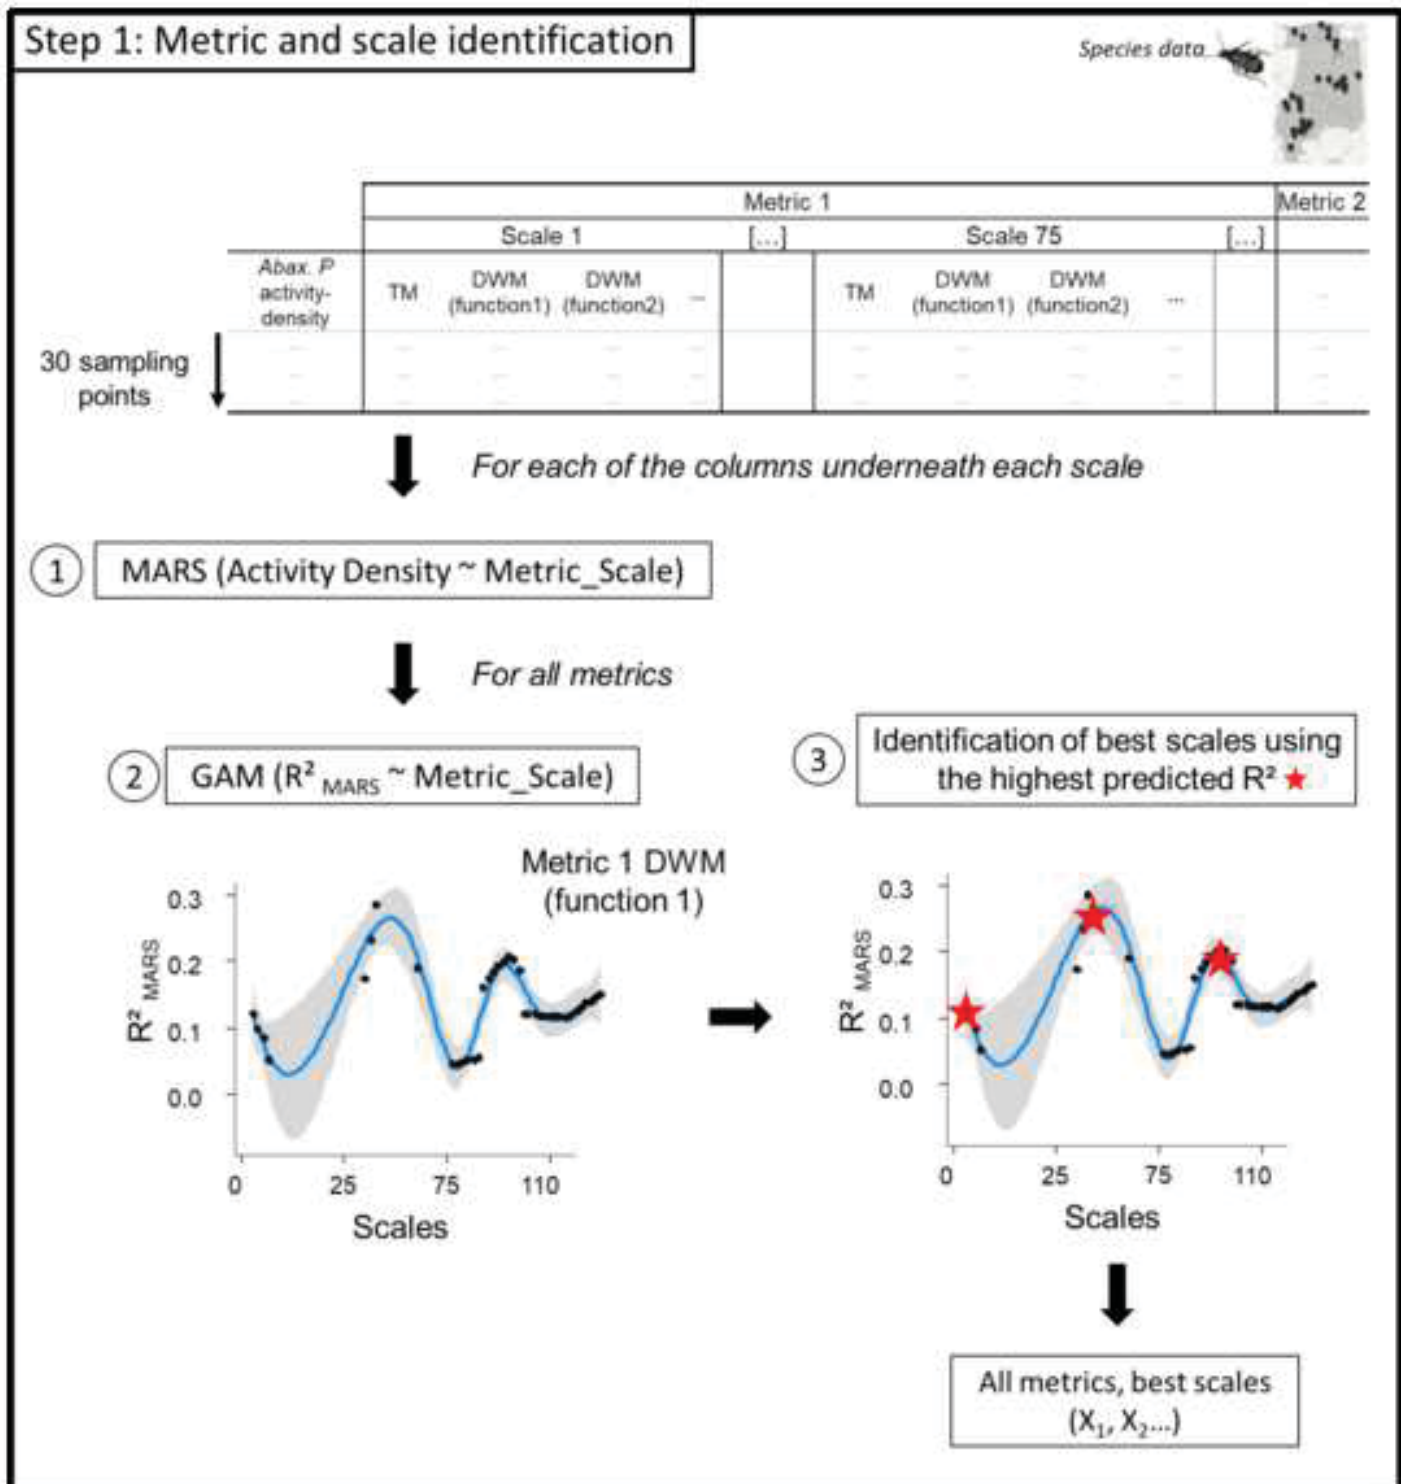 Step 1: Metric and scale identification
Species data
Metric 1 Metric 2
Scale 1 [...] Scale 75 [...]
Abax. P
activity-
density
TM DWM
(function1) DWM
(function2) ... TM DWM
(function1) DWM
(function2) ... ...
30 sampling
points
... ... ... ... ... ... ... ... ... ...
... ... ... ... ... ... ... ... ... ...
... ... ... ... ... ... ... ... ... ...
For each of the columns underneath each scale
1 MARS (Activity Density ~ Metric_Scale)
For all metrics
2 GAM (R² MARS ~ Metric_Scale)
3 Identification of best scales using
the highest predicted R²
Metric 1 DWM
(function 1)
R² MARS
0.3
0.2
0.1
0.0
0 25 75 110
Scales
R² MARS
0.3
0.2
0.1
0.0
0 25 75 110
Scales
All metrics, best scales
(X₁, X₂...)